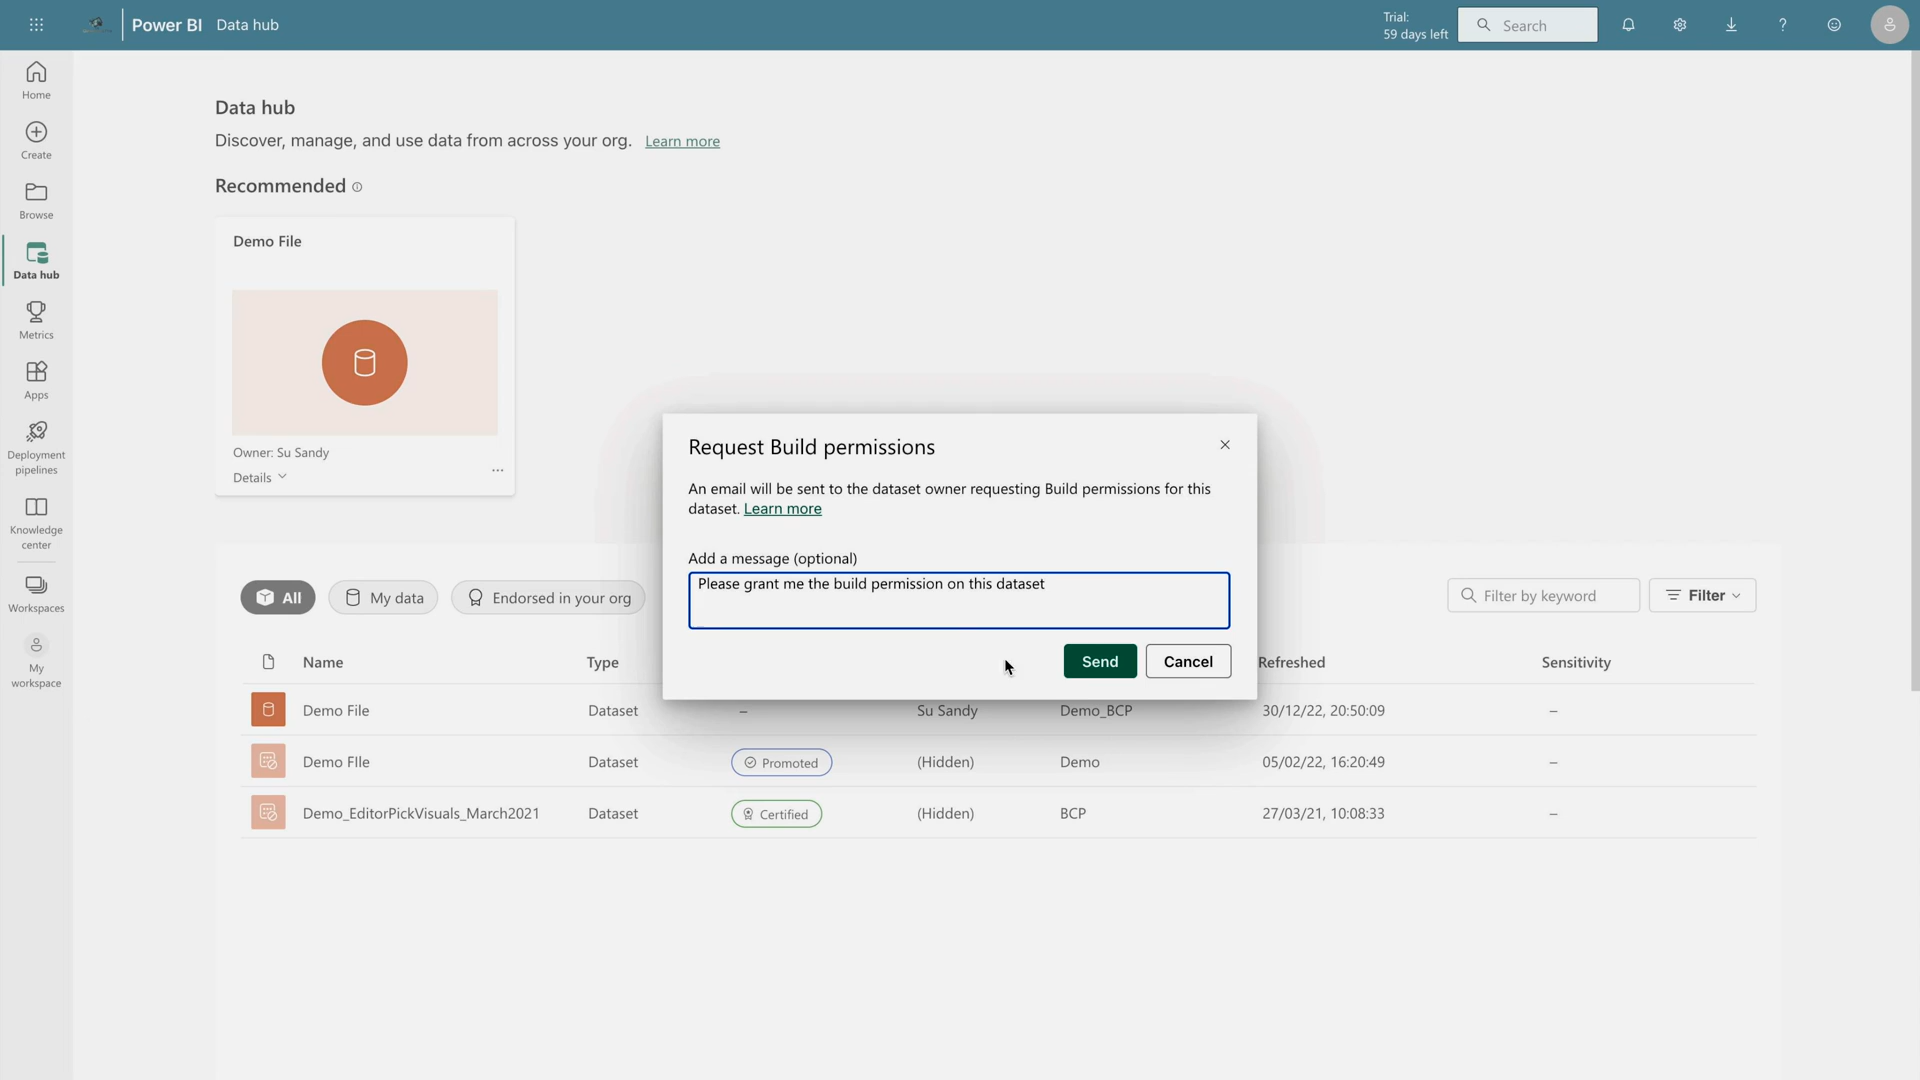 Power BI Data hub
Trial:
59 days left
Search
Home
Create
Browse
Data hub
Metrics
Apps
Deployment
pipelines
Knowledge
center
Workspaces
My
workspace
Data hub
Discover, manage, and use data from across your org. Learn more
Recommended
Demo File
Owner: Su Sandy
Details
Request Build permissions
An email will be sent to the dataset owner requesting Build permissions for this
dataset. Learn more
Add a message (optional)
Please grant me the build permission on this dataset
Send Cancel
All My data Endorsed in your org
Filter by keyword Filter
Name Type Refreshed Sensitivity
Demo File Dataset – Su Sandy Demo_BCP 30/12/22, 20:50:09 –
Demo FIle Dataset Promoted (Hidden) Demo 05/02/22, 16:20:49 –
Demo_EditorPickVisuals_March2021 Dataset Certified (Hidden) BCP 27/03/21, 10:08:33 –